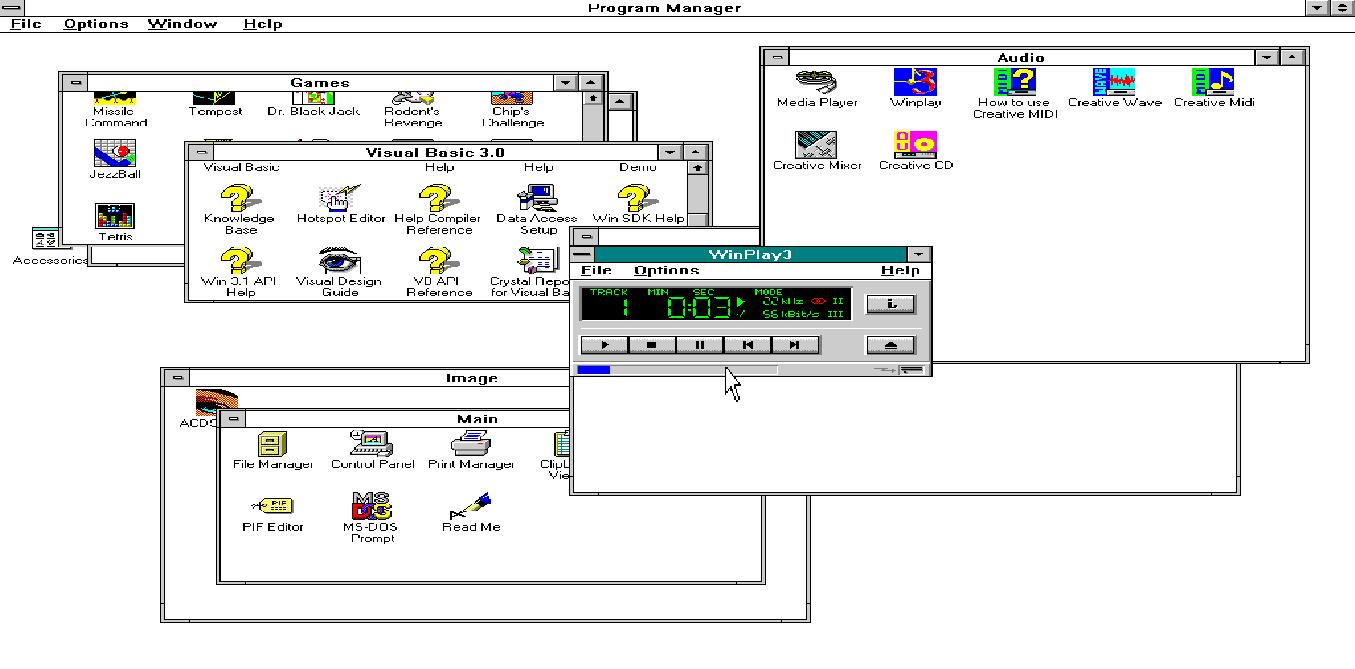 Program Manager
File Options Window Help
Games
Missile Command
Tempest
Dr. Black Jack
Rodent's Revenge
Chip's Challenge
JezzBall
Tetris
Accessories
Visual Basic 3.0
Visual Basic
Help
Help
Demo
Knowledge Base
Hotspot Editor
Help Compiler Reference
Data Access Setup
Win SDK Help
Win 3.1 API Help
Visual Design Guide
VB API Reference
Crystal Repo
for Visual Ba
Audio
Media Player
Winplay
How to use Creative MIDI
Creative Wave
Creative Midi
Creative Mixer
Creative CD
WinPlay3
File Options Help
TRACK MIN SEC MODE
1 0:03 22 kHz II
56 kBit/s III
i
Image
ACDS
Main
File Manager
Control Panel
Print Manager
PIF Editor
MS-DOS Prompt
Read Me